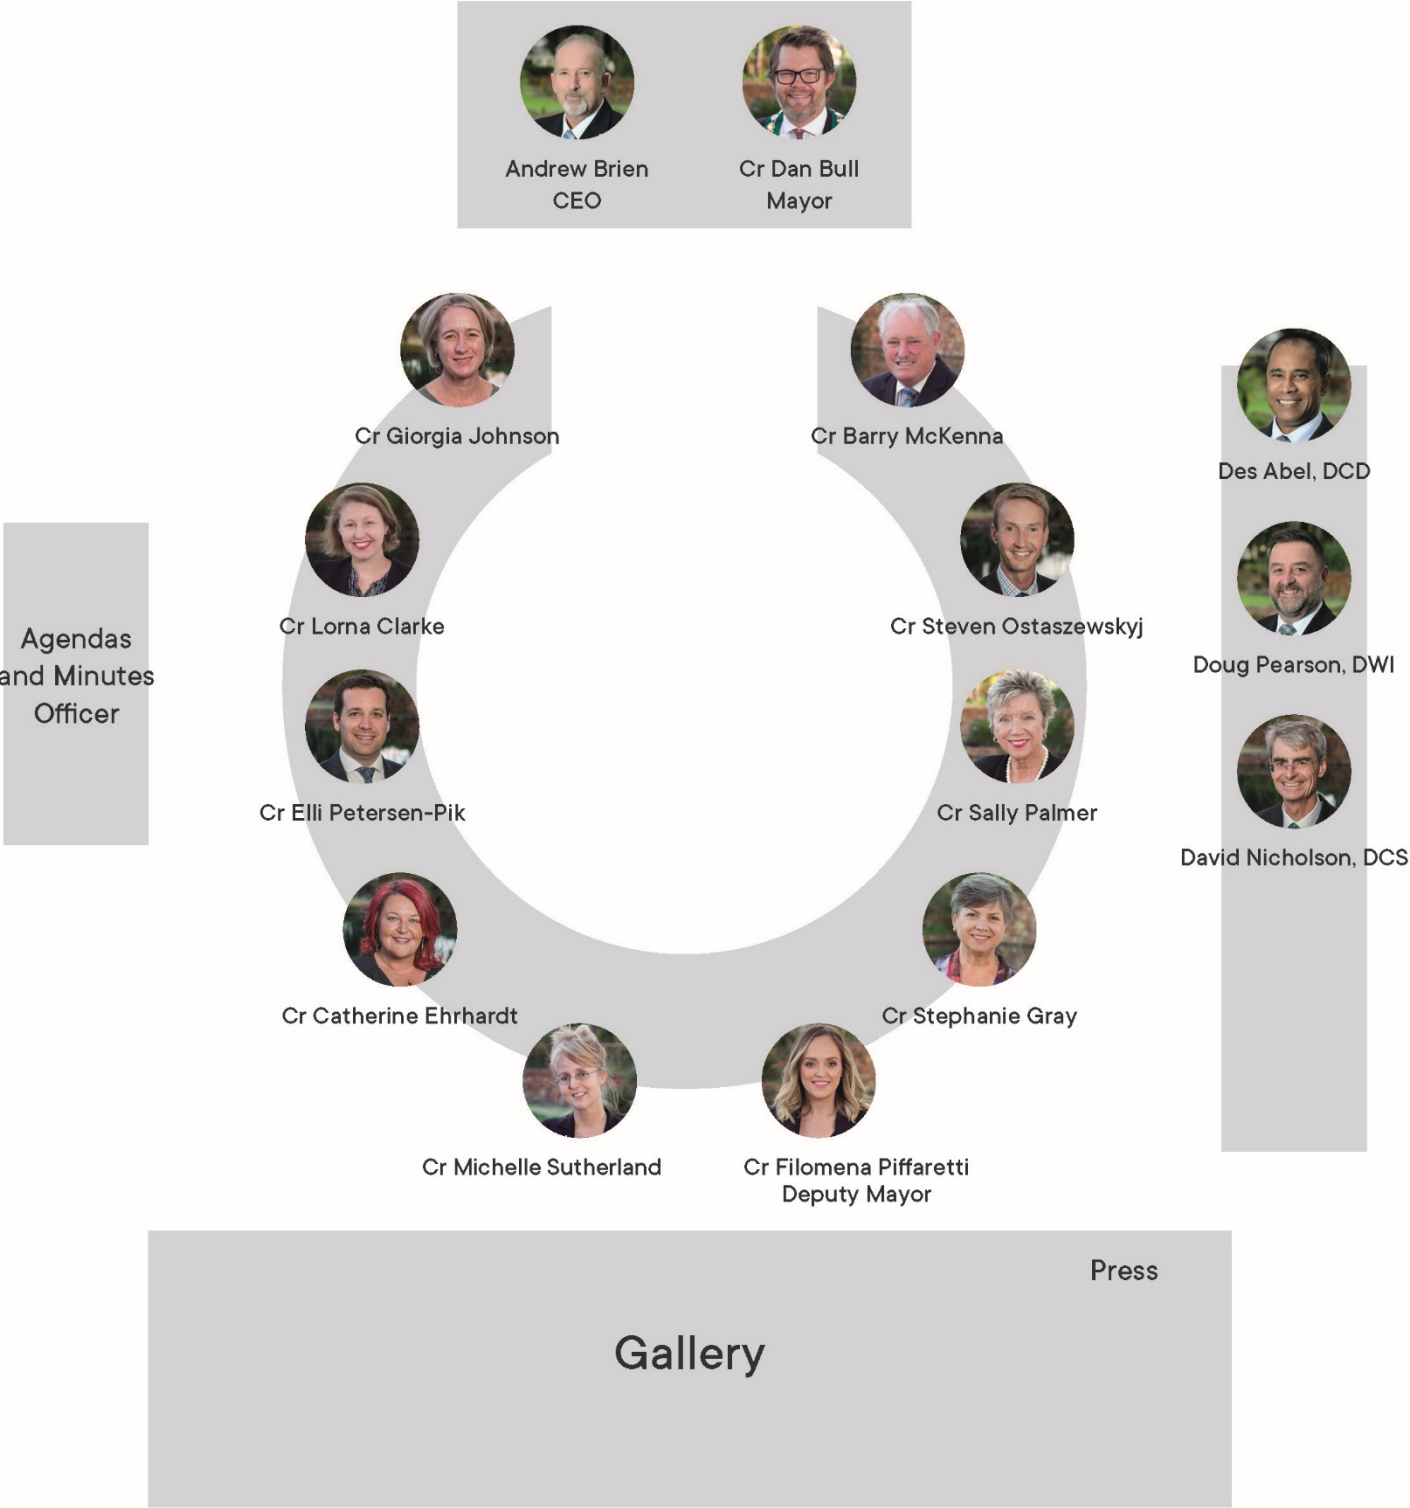 Andrew Brien
CEO
Cr Dan Bull
Mayor
Cr Giorgia Johnson
Cr Barry McKenna
Des Abel, DCD
Cr Lorna Clarke
Cr Steven Ostaszewskyj
Agendas
and Minutes
Officer
Doug Pearson, DWI
Cr Elli Petersen-Pik
Cr Sally Palmer
David Nicholson, DCS
Cr Catherine Ehrhardt
Cr Stephanie Gray
Cr Michelle Sutherland
Cr Filomena Piffaretti
Deputy Mayor
Press
Gallery